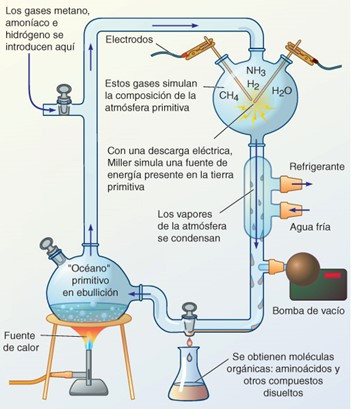 Los gases metano,
amoníaco e
hidrógeno se
introducen aquí
Electrodos
NH3
H2
CH4
H2O
Estos gases simulan
la composición de la
atmósfera primitiva
Con una descarga eléctrica,
Miller simula una fuente de
energía presente en la tierra
primitiva
Refrigerante
Los vapores
de la atmósfera
se condensan
Agua fría
"Océano"
primitivo
en ebullición
Bomba de vacío
Fuente
de calor
Se obtienen moléculas
orgánicas: aminoácidos y
otros compuestos
disueltos